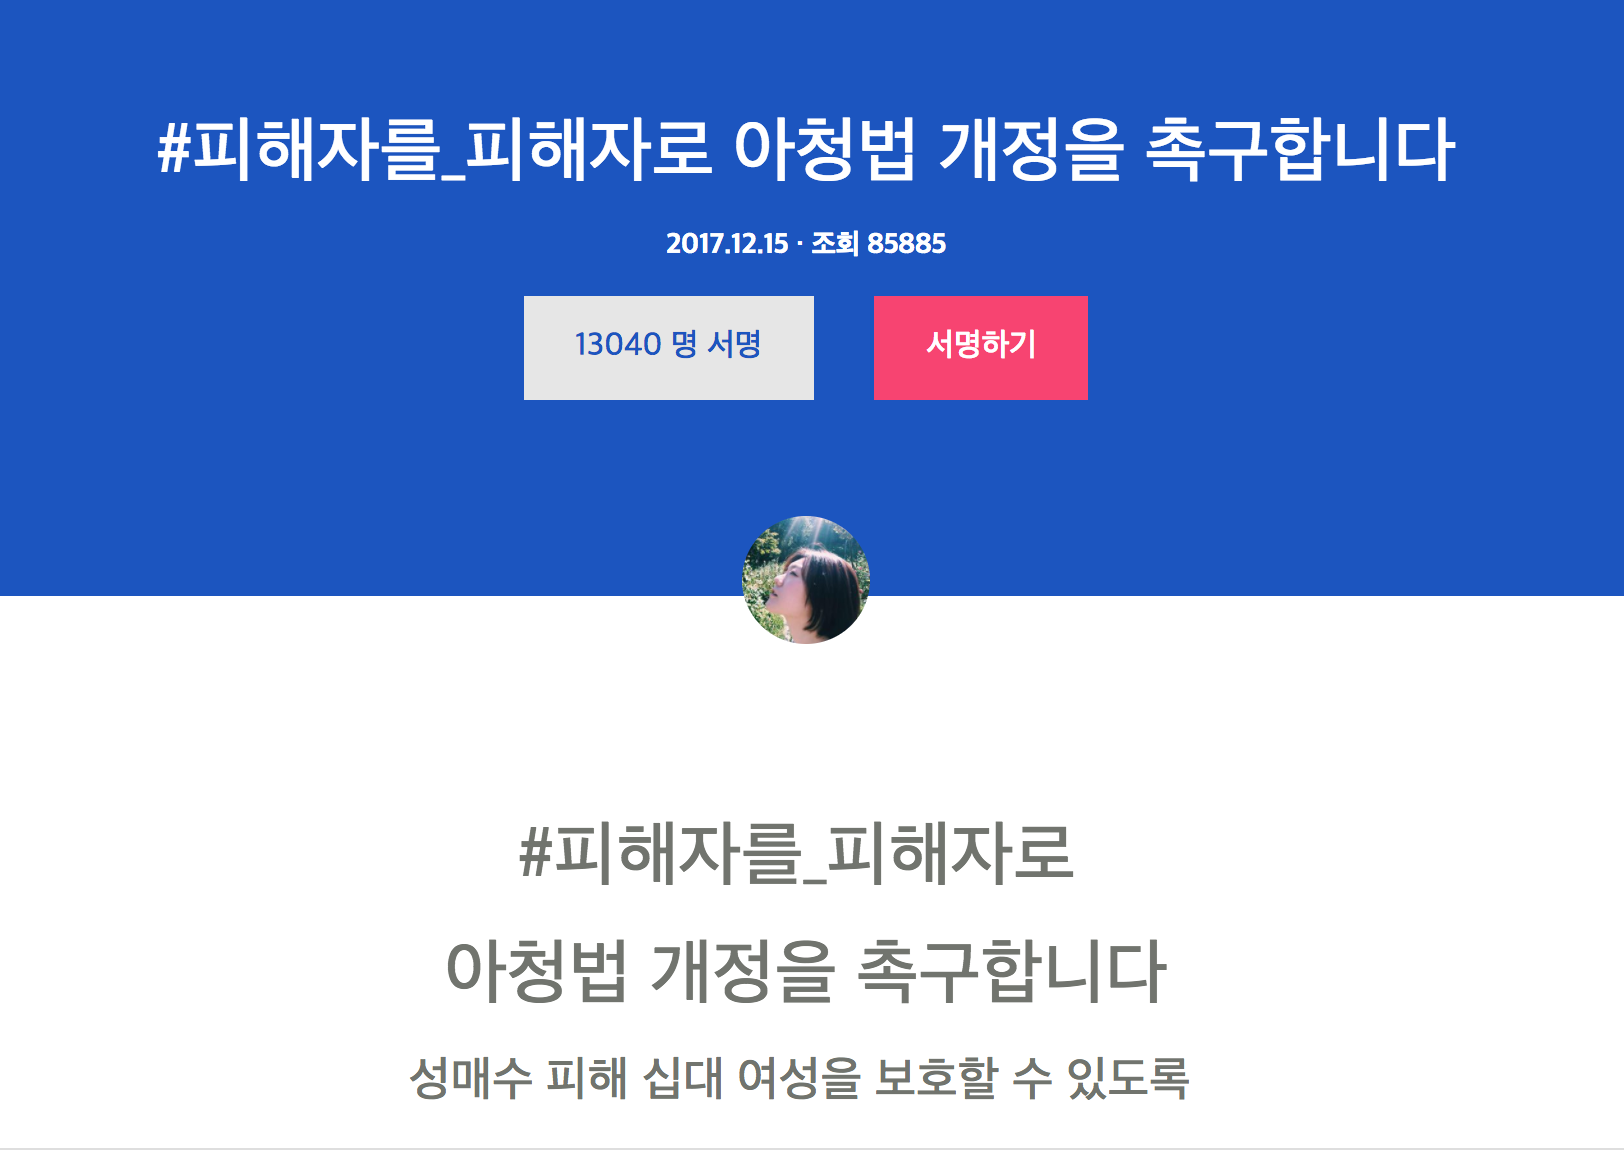 #피해자를_피해자로 아청법 개정을 촉구합니다
2017.12.15 · 조회 85885
13040 명 서명
서명하기
#피해자를_피해자로
아청법 개정을 촉구합니다
성매수 피해 십대 여성을 보호할 수 있도록